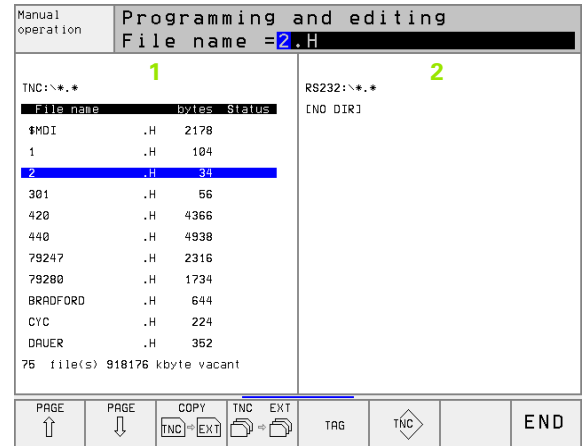 Manual
operation
Programming and editing
File name =2.H
1
2
TNC:\*.*
RS232:\*.*
File name bytes Status
[NO DIR]
$MDI .H 2178
1 .H 104
2 .H 34
301 .H 56
420 .H 4366
440 .H 4938
79247 .H 2316
79280 .H 1734
BRADFORD .H 644
CYC .H 224
DAUER .H 352
75 file(s) 918176 kbyte vacant
PAGE
PAGE
COPY
TNC⇨EXT
TNC EXT
⇨
TAG
TNC
END